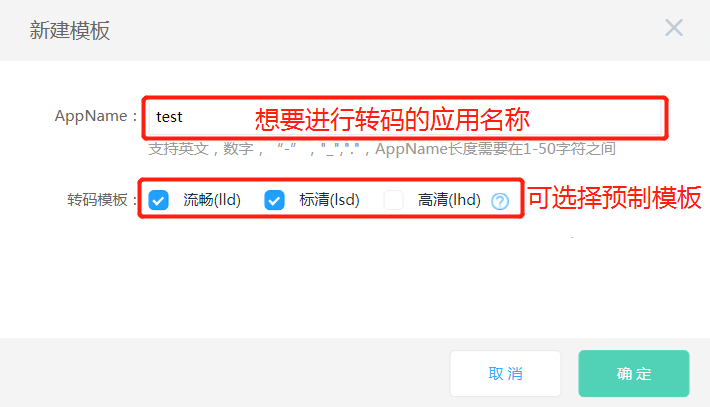 新建模板
AppName： test 想要进行转码的应用名称
支持英文，数字，“-”，"_","."，AppName长度需要在1-50字符之间
转码模板： 流畅(lld) 标清(lsd) 高清(lhd) ? 可选择预制模板
取 消 确 定